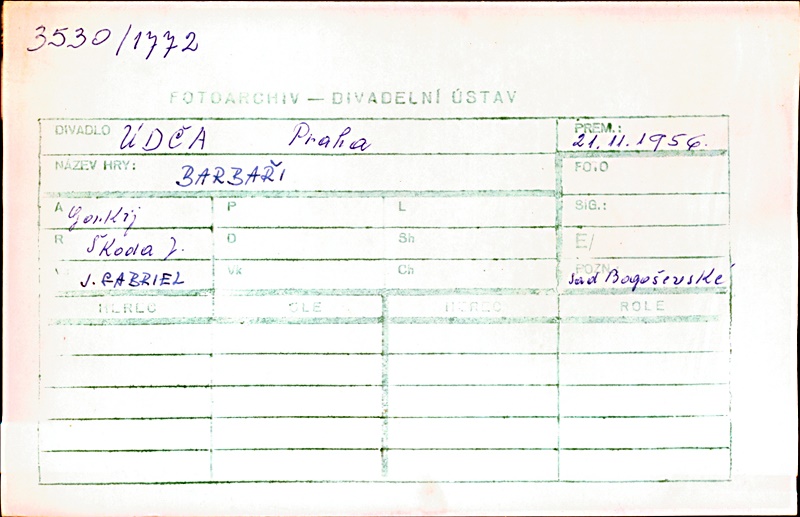 3530/1772
FOTOARCHIV — DIVADELNÍ ÚSTAV
DIVADLO ÚDČA Praha
PREM.: 21.11.1956.
NÁZEV HRY: BARBAŘI
FOTO
A Gorkij P L SIG.:
R Škoda J. D Sh E/
V J. GABRIEL Vk Ch POZN. sad Bogoševské
HEREC ROLE HEREC ROLE